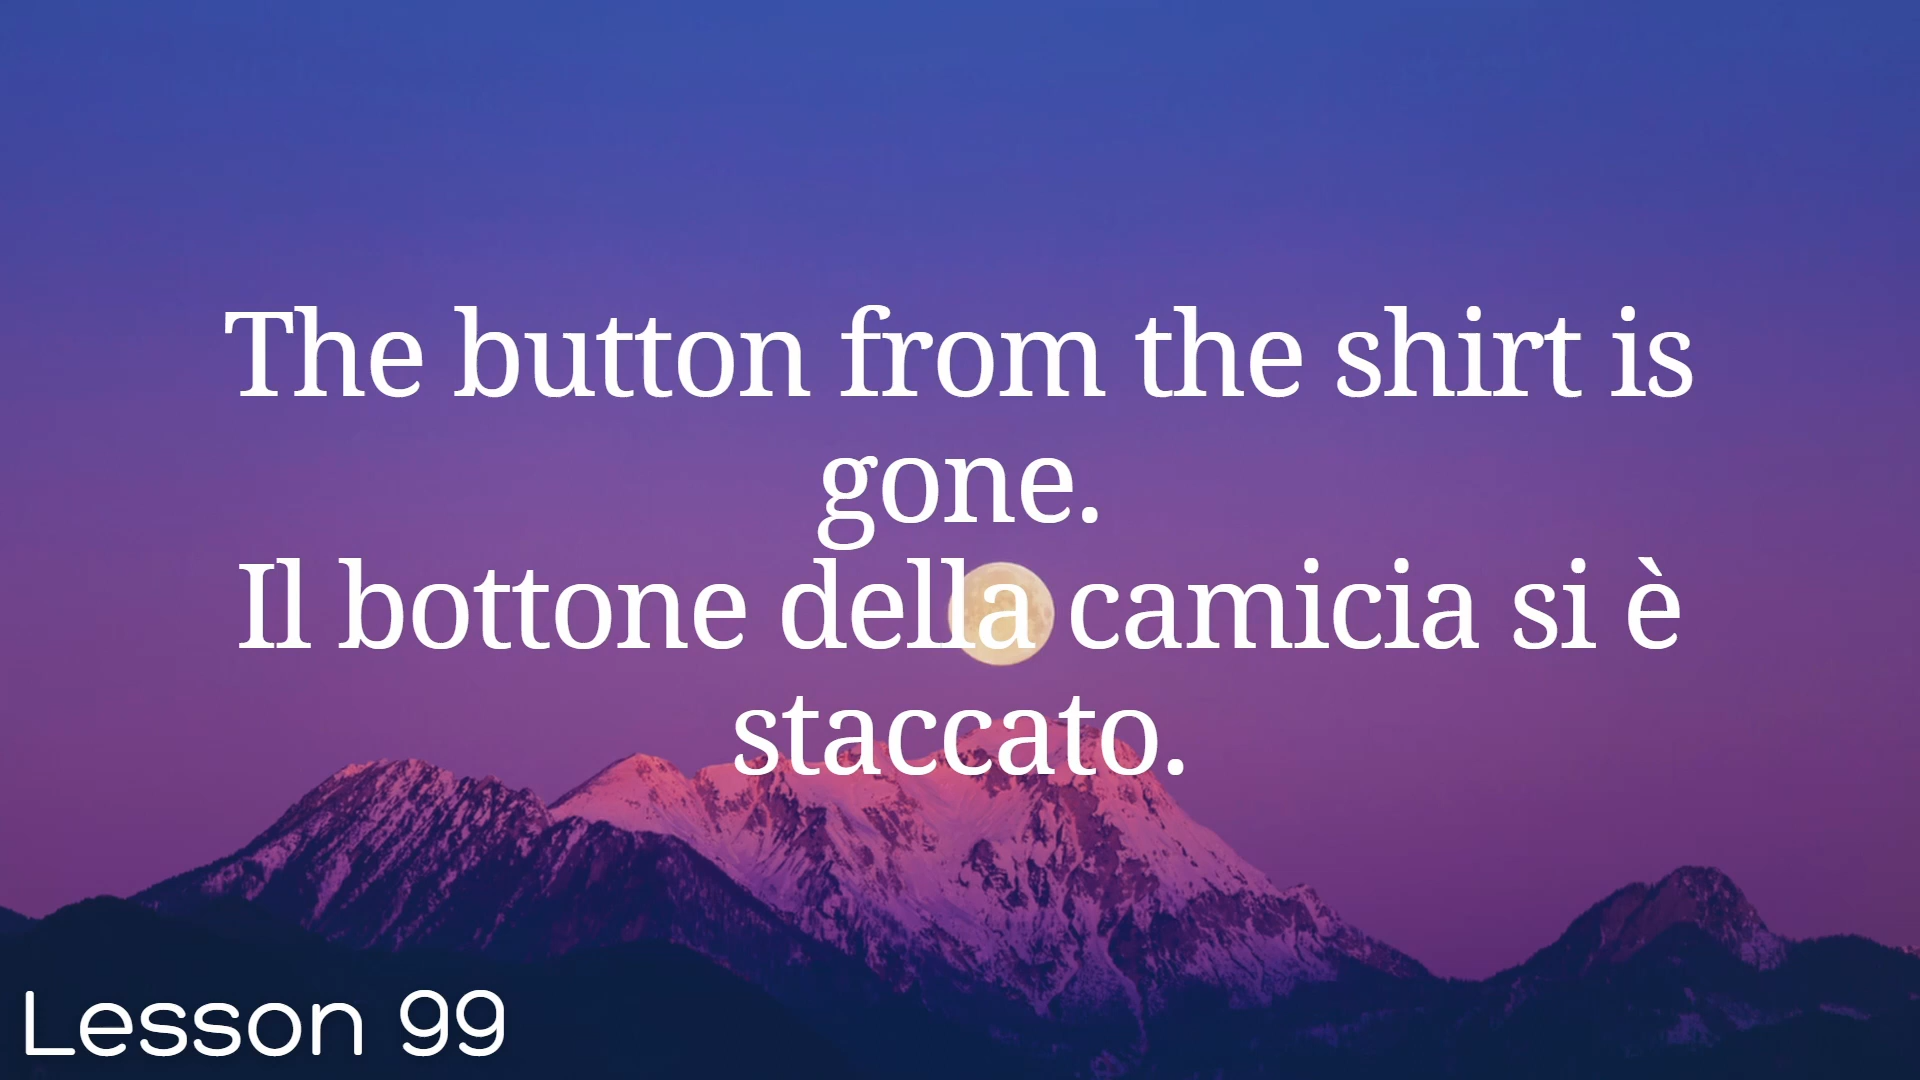 The button from the shirt is
gone.
Il bottone della camicia si è
staccato.
Lesson 99